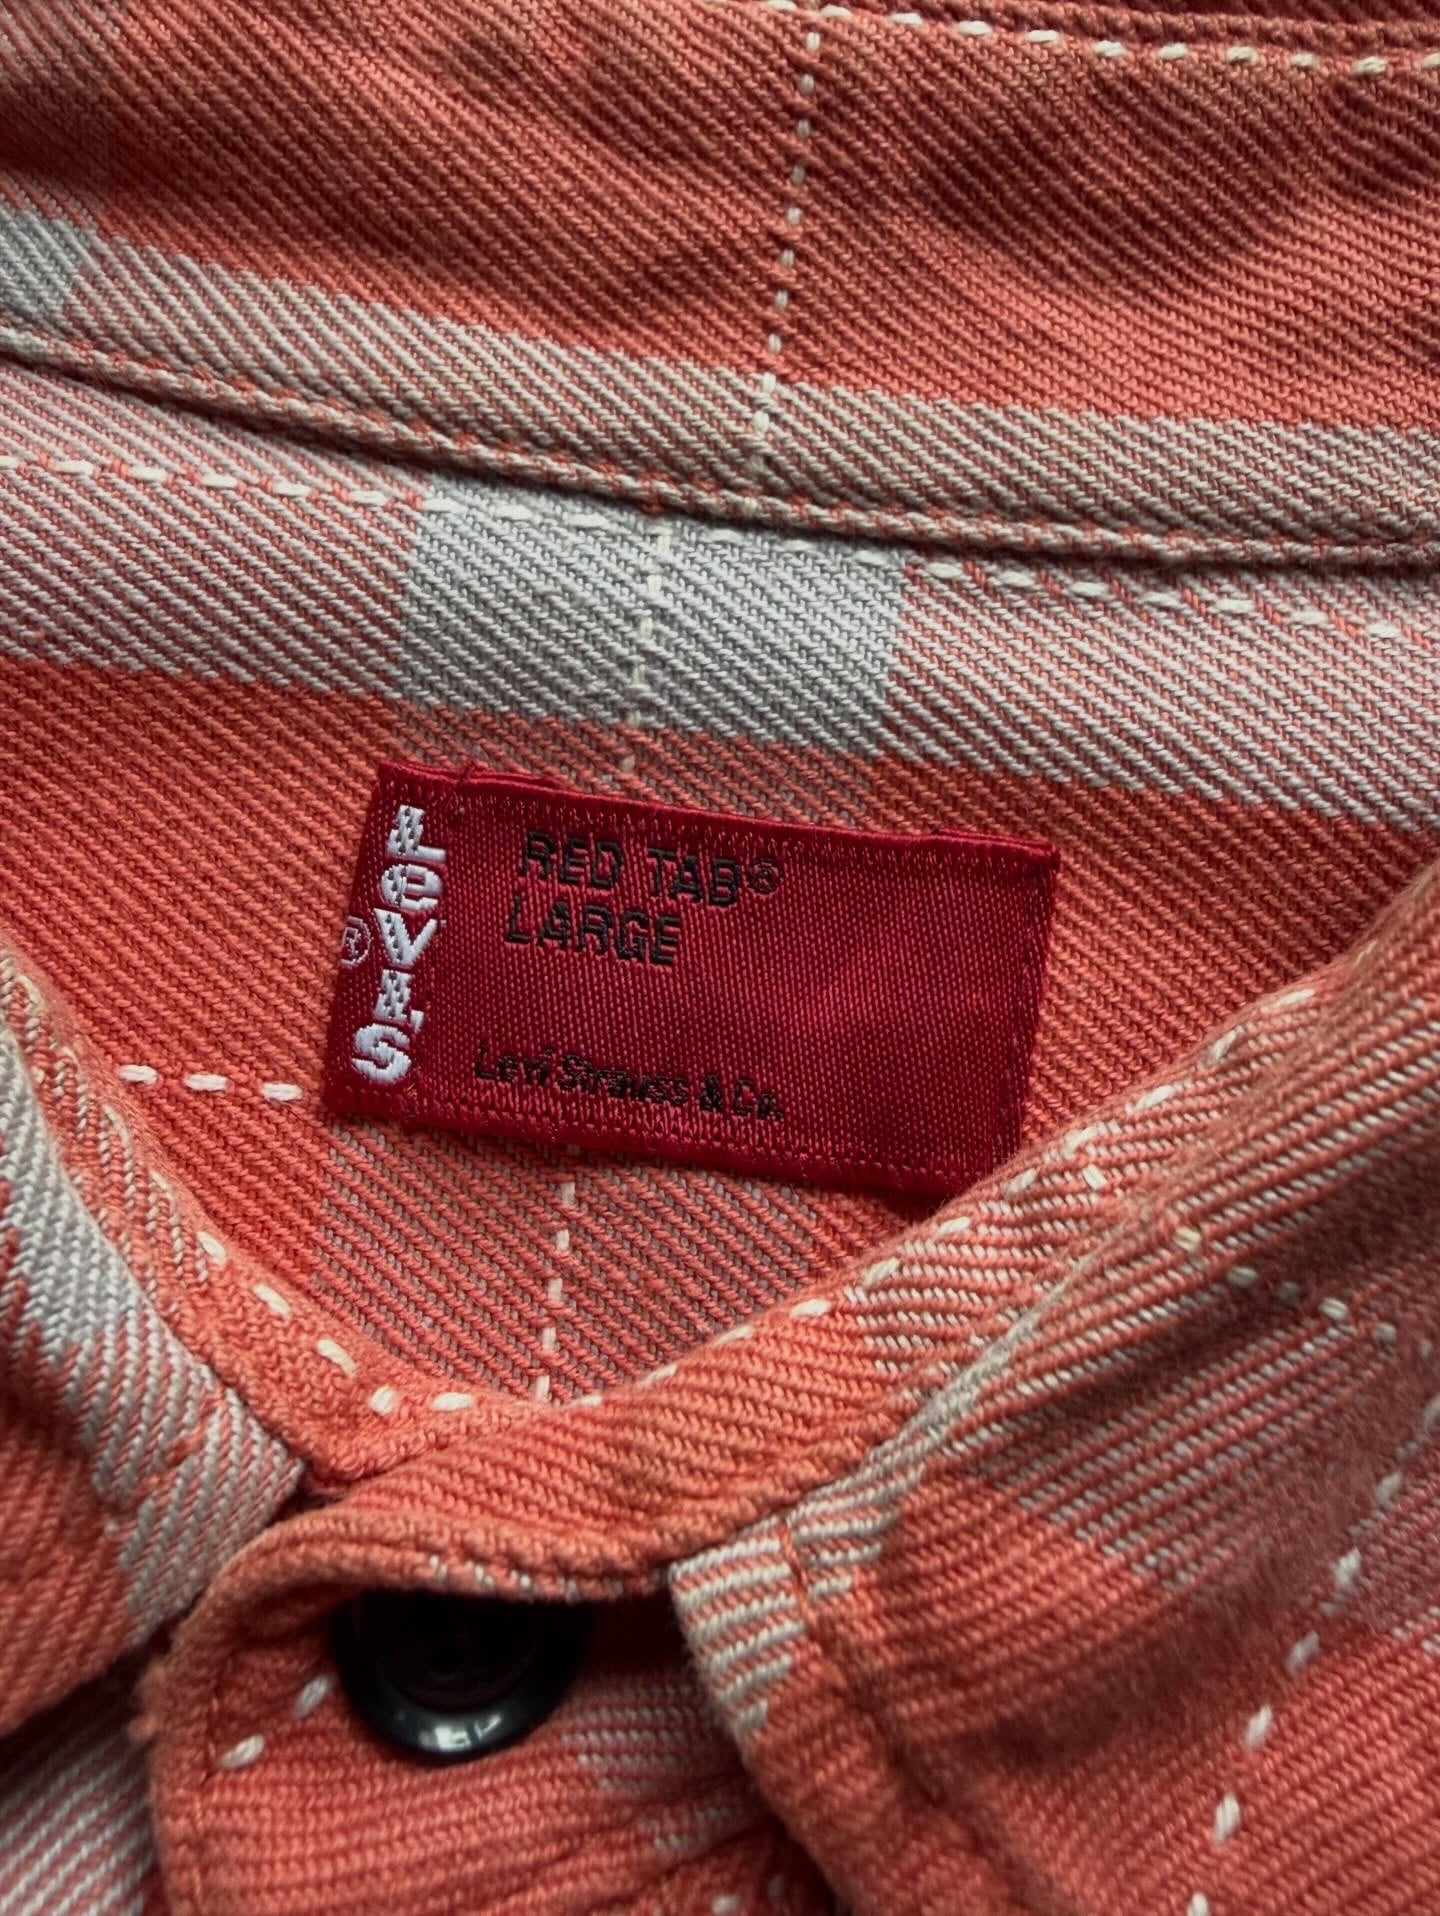 LeVI'S
®
RED TAB®
LARGE
Levi Strauss & Co.